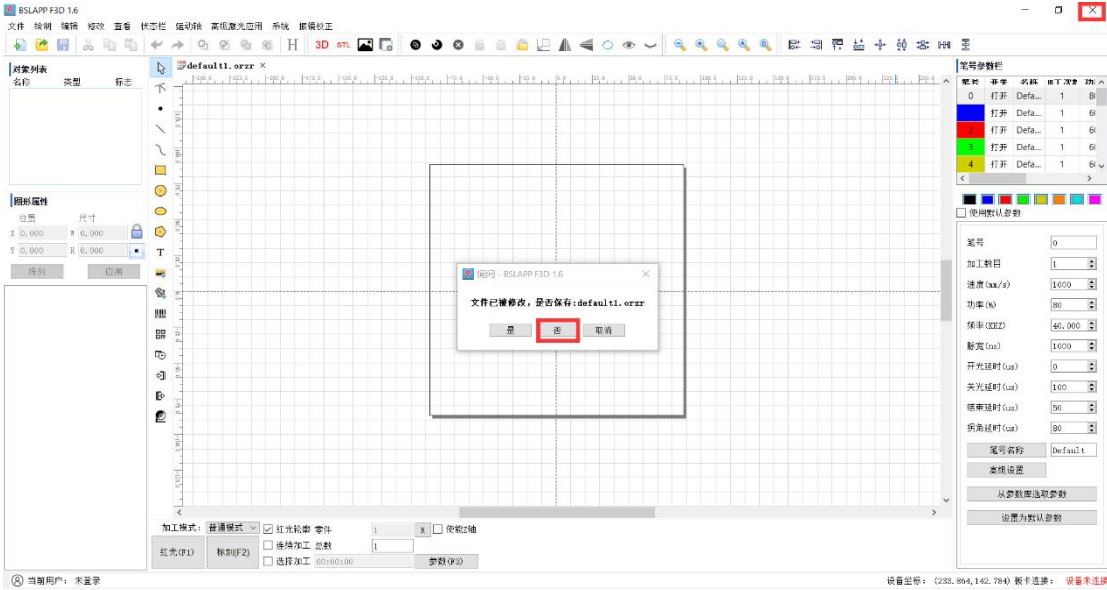 BSLAPP F3D 1.6
文件 绘制 编辑 修改 查看 状态栏 运动轴 高级激光应用 系统 振镜校正
3D STL
对象列表
名称 类型 标志
default1.orzr ×
图形属性
位置 尺寸
X 0.000 W 0.000
Y 0.000 H 0.000
阵列 应用
询问 - BSLAPP F3D 1.6
文件已被修改，是否保存:default1.orzr
是 否 取消
笔号参数栏
笔号 开关 名称 加工次数
0 打开 Defa... 1
打开 Defa... 1
2 打开 Defa... 1
3 打开 Defa... 1
4 打开 Defa... 1
使用默认参数
笔号 0
加工数目 1
速度(mm/s) 1000
功率(%) 80
频率(KHZ) 40.000
脉宽(ns) 1000
开光延时(us) 0
关光延时(us) 100
结束延时(us) 50
拐角延时(us) 80
笔号名称 Default
高级设置
从参数库选取参数
设置为默认参数
加工模式: 普通模式 红光轮廓 零件 1 R 使能Z轴
红光(F1) 标刻(F2) 连续加工 总数 1
选择加工 00:00:00 参数(F3)
当前用户: 未登录
设备坐标: (233.864,142.784) 板卡连接: 设备未连接